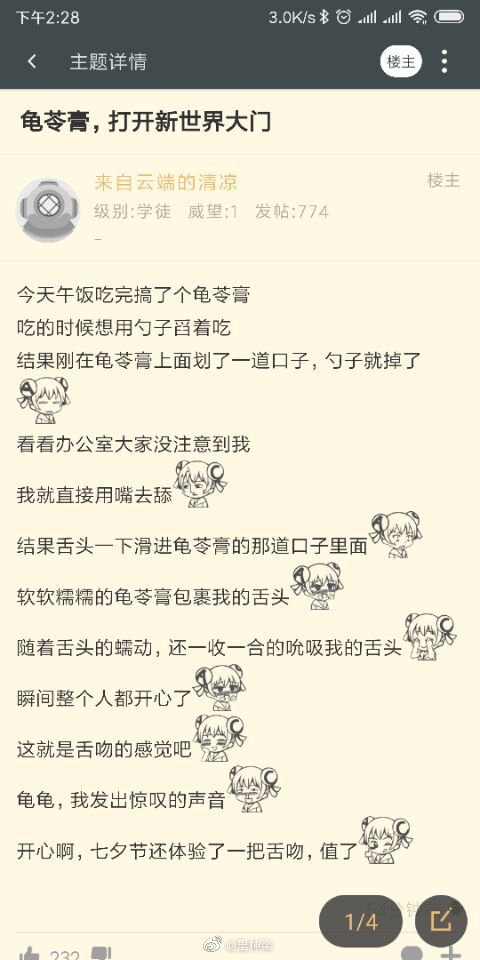 下午2:28
3.0K/s
主题详情
楼主
龟苓膏，打开新世界大门
来自云端的清凉
楼主
级别:学徒 威望:1 发帖:774
今天午饭吃完搞了个龟苓膏
吃的时候想用勺子舀着吃
结果刚在龟苓膏上面划了一道口子，勺子就掉了
看看办公室大家没注意到我
我就直接用嘴去舔
结果舌头一下滑进龟苓膏的那道口子里面
软软糯糯的龟苓膏包裹我的舌头
随着舌头的蠕动，还一收一合的吮吸我的舌头
瞬间整个人都开心了
这就是舌吻的感觉吧
龟龟，我发出惊叹的声音
开心啊，七夕节还体验了一把舌吻，值了
1/4
232